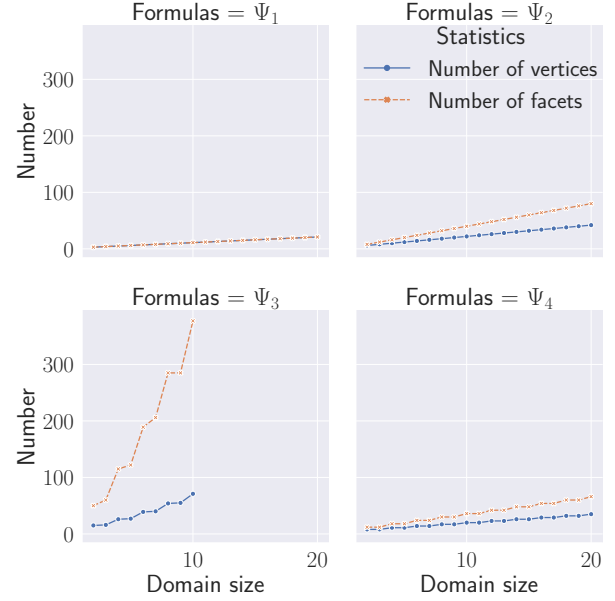 Formulas = Ψ₁
Formulas = Ψ₂
Statistics
Number of vertices
Number of facets
Number
300
200
100
0
Formulas = Ψ₃
Formulas = Ψ₄
Number
300
200
100
0
10
20
10
20
Domain size
Domain size